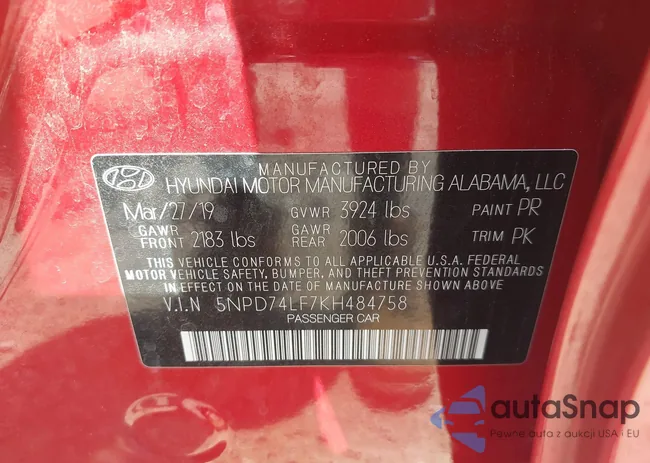 MANUFACTURED BY
HYUNDAI MOTOR MANUFACTURING ALABAMA, LLC
Mar/27/19 GVWR 3924 lbs PAINT PR
GAWR FRONT 2183 lbs GAWR REAR 2006 lbs TRIM PK
THIS VEHICLE CONFORMS TO ALL APPLICABLE U.S.A. FEDERAL
MOTOR VEHICLE SAFETY, BUMPER, AND THEFT PREVENTION STANDARDS
IN EFFECT ON THE DATE OF MANUFACTURE SHOWN ABOVE
V.I.N 5NPD74LF7KH484758
PASSENGER CAR
autaSnap
Pewne auta z aukcji USA i EU